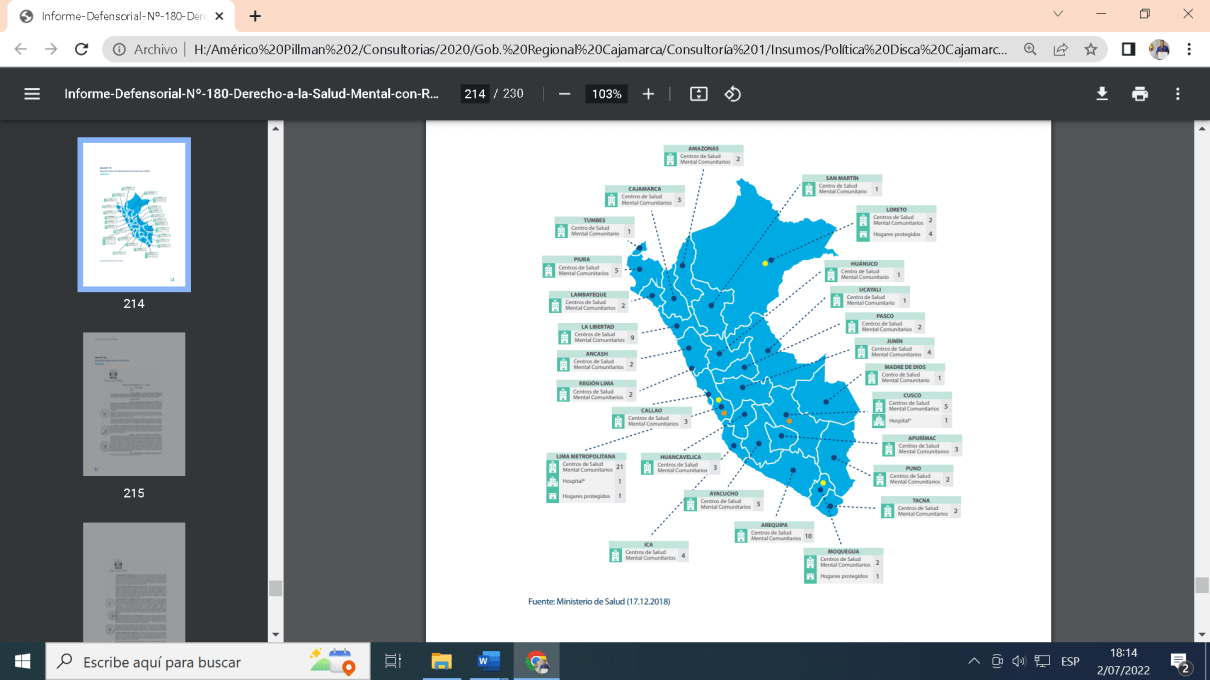 Informe-Defensorial-Nº-180-Der
Archivo
H:/Américo%20Pillman%202/Consultorias/2020/Gob.%20Regional%20Cajamarca/Consultoría%201/Insumos/Política%20Disca%20Cajamarc...
Informe-Defensorial-Nº-180-Derecho-a-la-Salud-Mental-con-R...
214 / 230
103%
214
215
AMAZONAS
Centros de Salud
Mental Comunitarios 2
SAN MARTÍN
Centro de Salud
Mental Comunitario 1
CAJAMARCA
Centros de Salud
Mental Comunitarios 3
LORETO
Centros de Salud
Mental Comunitarios 2
Hogares protegidos 4
TUMBES
Centro de Salud
Mental Comunitario 1
PIURA
Centros de Salud
Mental Comunitarios 5
HUÁNUCO
Centro de Salud
Mental Comunitario 1
LAMBAYEQUE
Centros de Salud
Mental Comunitarios 2
UCAYALI
Centro de Salud
Mental Comunitario 1
PASCO
Centros de Salud
Mental Comunitarios 2
LA LIBERTAD
Centros de Salud
Mental Comunitarios 9
JUNÍN
Centros de Salud
Mental Comunitarios 4
ANCASH
Centros de Salud
Mental Comunitarios 2
MADRE DE DIOS
Centro de Salud
Mental Comunitario 1
REGIÓN LIMA
Centros de Salud
Mental Comunitarios 2
CUSCO
Centros de Salud
Mental Comunitarios 5
Hospital* 1
CALLAO
Centros de Salud
Mental Comunitarios 3
APURÍMAC
Centros de Salud
Mental Comunitarios 3
LIMA METROPOLITANA
Centros de Salud
Mental Comunitarios 21
Hospital* 1
Hogares protegidos 1
HUANCAVELICA
Centros de Salud
Mental Comunitarios 3
PUNO
Centros de Salud
Mental Comunitarios 2
AYACUCHO
Centros de Salud
Mental Comunitarios 5
TACNA
Centros de Salud
Mental Comunitarios 2
AREQUIPA
Centros de Salud
Mental Comunitarios 10
ICA
Centros de Salud
Mental Comunitarios 4
MOQUEGUA
Centros de Salud
Mental Comunitarios 2
Hogares protegidos 1
Fuente: Ministerio de Salud (17.12.2018)
Escribe aquí para buscar
ESP
18:14
2/07/2022
2